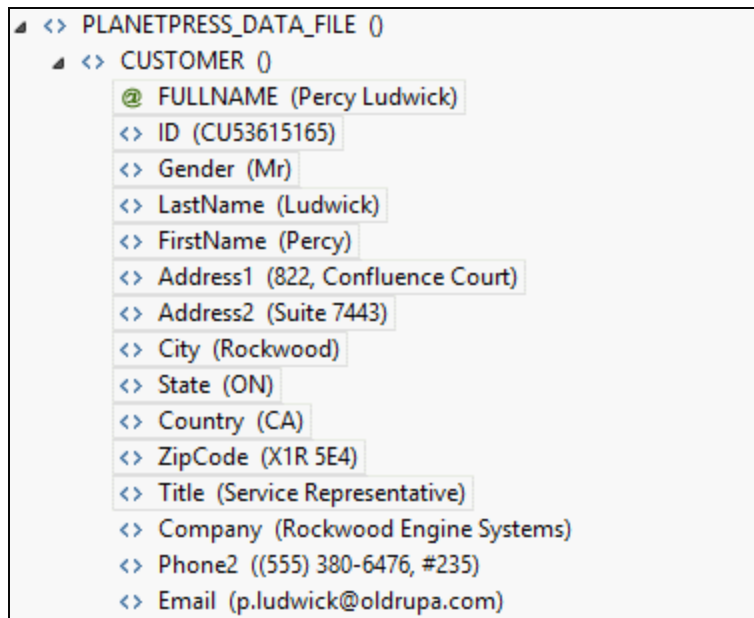 PLANETPRESS_DATA_FILE ()
CUSTOMER ()
@ FULLNAME (Percy Ludwick)
<> ID (CU53615165)
<> Gender (Mr)
<> LastName (Ludwick)
<> FirstName (Percy)
<> Address1 (822, Confluence Court)
<> Address2 (Suite 7443)
<> City (Rockwood)
<> State (ON)
<> Country (CA)
<> ZipCode (X1R 5E4)
<> Title (Service Representative)
<> Company (Rockwood Engine Systems)
<> Phone2 ((555) 380-6476, #235)
<> Email (p.ludwick@oldrupa.com)